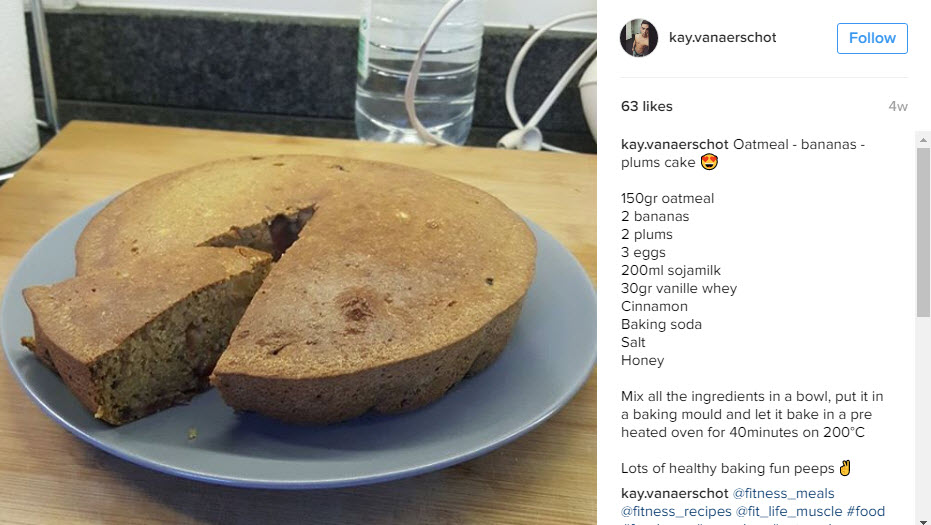 kay.vanaerschot
Follow
63 likes
4w
kay.vanaerschot Oatmeal - bananas -
plums cake 😍
150gr oatmeal
2 bananas
2 plums
3 eggs
200ml sojamilk
30gr vanille whey
Cinnamon
Baking soda
Salt
Honey
Mix all the ingredients in a bowl, put it in
a baking mould and let it bake in a pre
heated oven for 40minutes on 200°C
Lots of healthy baking fun peeps ✌
kay.vanaerschot @fitness_meals
@fitness_recipes @fit_life_muscle #food